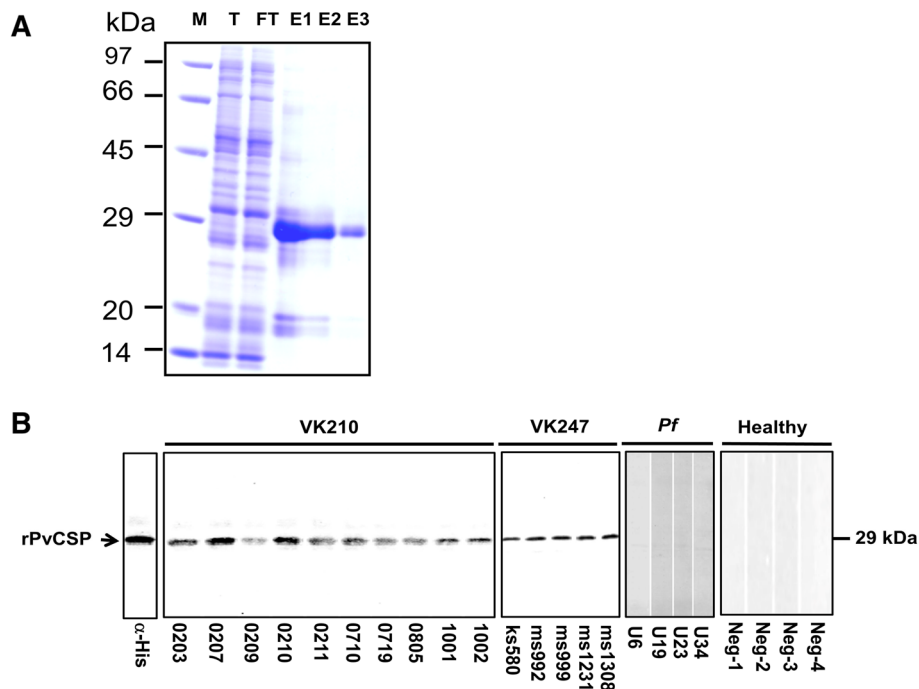 A
kDa M T FT E1 E2 E3
97
66
45
29
20
14
B
VK210 VK247 Pf Healthy
rPvCSP
29 kDa
α-His
0203
0207
0209
0210
0211
0710
0719
0805
1001
1002
ks580
ms992
ms999
ms1231
ms1308
U6
U19
U23
U34
Neg-1
Neg-2
Neg-3
Neg-4